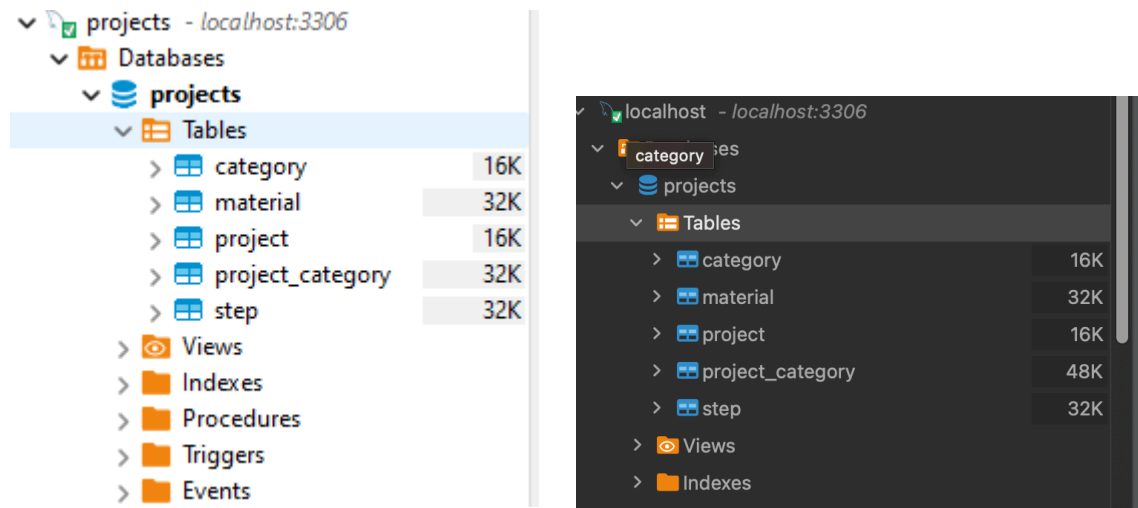 projects - localhost:3306
Databases
projects
Tables
category 16K
material 32K
project 16K
project_category 32K
step 32K
Views
Indexes
Procedures
Triggers
Events
localhost - localhost:3306
category ses
projects
Tables
category 16K
material 32K
project 16K
project_category 48K
step 32K
Views
Indexes